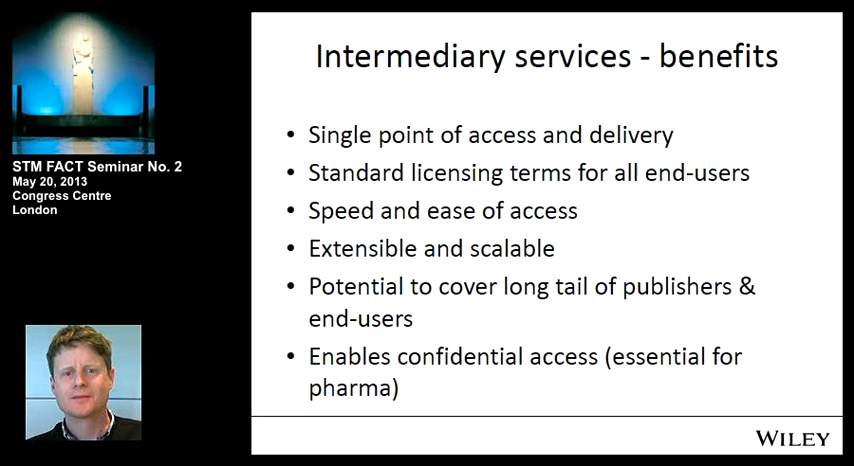 STM FACT Seminar No. 2
May 20, 2013
Congress Centre
London
Intermediary services - benefits
• Single point of access and delivery
• Standard licensing terms for all end-users
• Speed and ease of access
• Extensible and scalable
• Potential to cover long tail of publishers &
end-users
• Enables confidential access (essential for
pharma)
WILEY